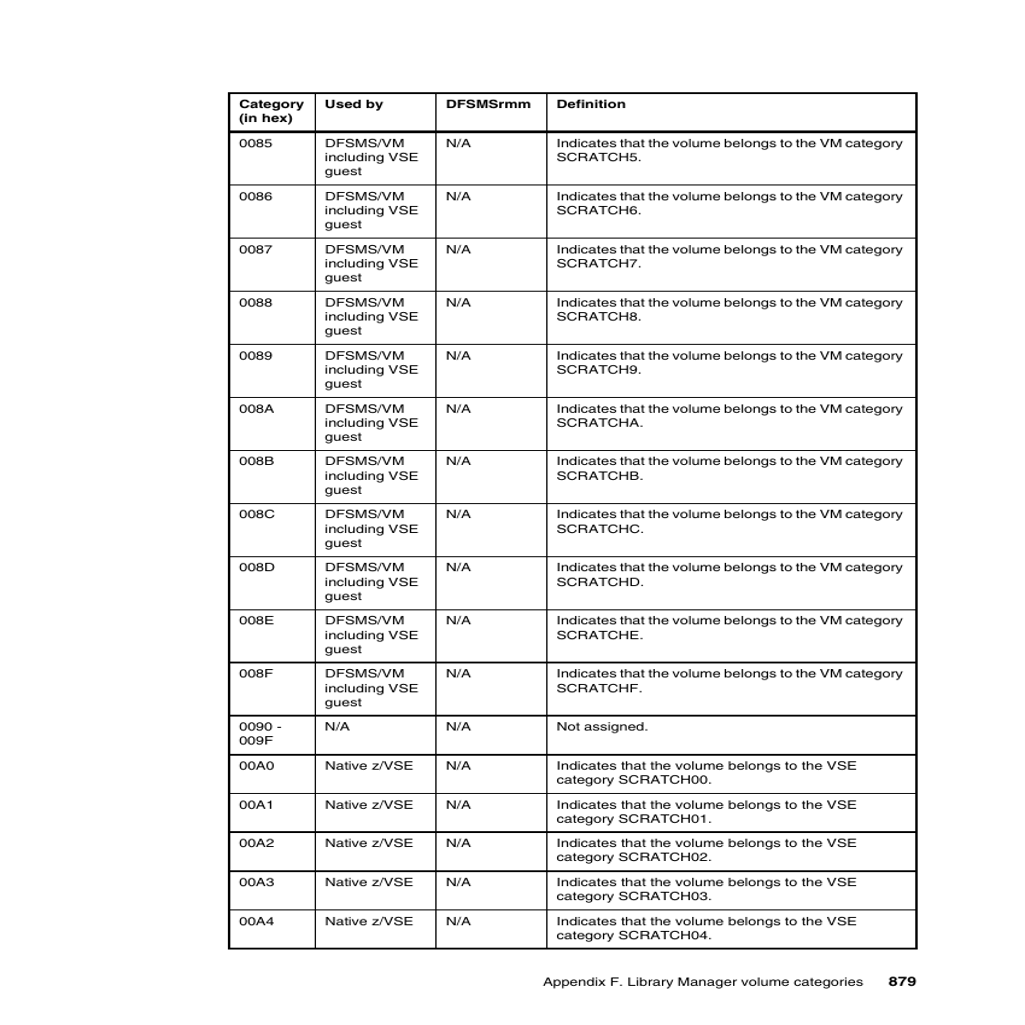 Category Used by DFSMSrmm Definition
(in hex)
0085 DFSMS/VM N/A Indicates that the volume belongs to the VM category
including VSE SCRATCH5.
guest
0086 DFSMS/VM N/A Indicates that the volume belongs to the VM category
including VSE SCRATCH6.
guest
0087 DFSMS/VM N/A Indicates that the volume belongs to the VM category
including VSE SCRATCH7.
guest
0088 DFSMS/VM N/A Indicates that the volume belongs to the VM category
including VSE SCRATCH8.
guest
0089 DFSMS/VM N/A Indicates that the volume belongs to the VM category
including VSE SCRATCH9.
guest
008A DFSMS/VM N/A Indicates that the volume belongs to the VM category
including VSE SCRATCHA.
guest
008B DFSMS/VM N/A Indicates that the volume belongs to the VM category
including VSE SCRATCHB.
guest
008C DFSMS/VM N/A Indicates that the volume belongs to the VM category
including VSE SCRATCHC.
guest
008D DFSMS/VM N/A Indicates that the volume belongs to the VM category
including VSE SCRATCHD.
guest
008E DFSMS/VM N/A Indicates that the volume belongs to the VM category
including VSE SCRATCHE.
guest
008F DFSMS/VM N/A Indicates that the volume belongs to the VM category
including VSE SCRATCHF.
guest
0090 - N/A N/A Not assigned.
009F
00A0 Native z/VSE N/A Indicates that the volume belongs to the VSE
category SCRATCH00.
00A1 Native z/VSE N/A Indicates that the volume belongs to the VSE
category SCRATCH01.
00A2 Native z/VSE N/A Indicates that the volume belongs to the VSE
category SCRATCH02.
00A3 Native z/VSE N/A Indicates that the volume belongs to the VSE
category SCRATCH03.
00A4 Native z/VSE N/A Indicates that the volume belongs to the VSE
category SCRATCH04.
Appendix F. Library Manager volume categories 879